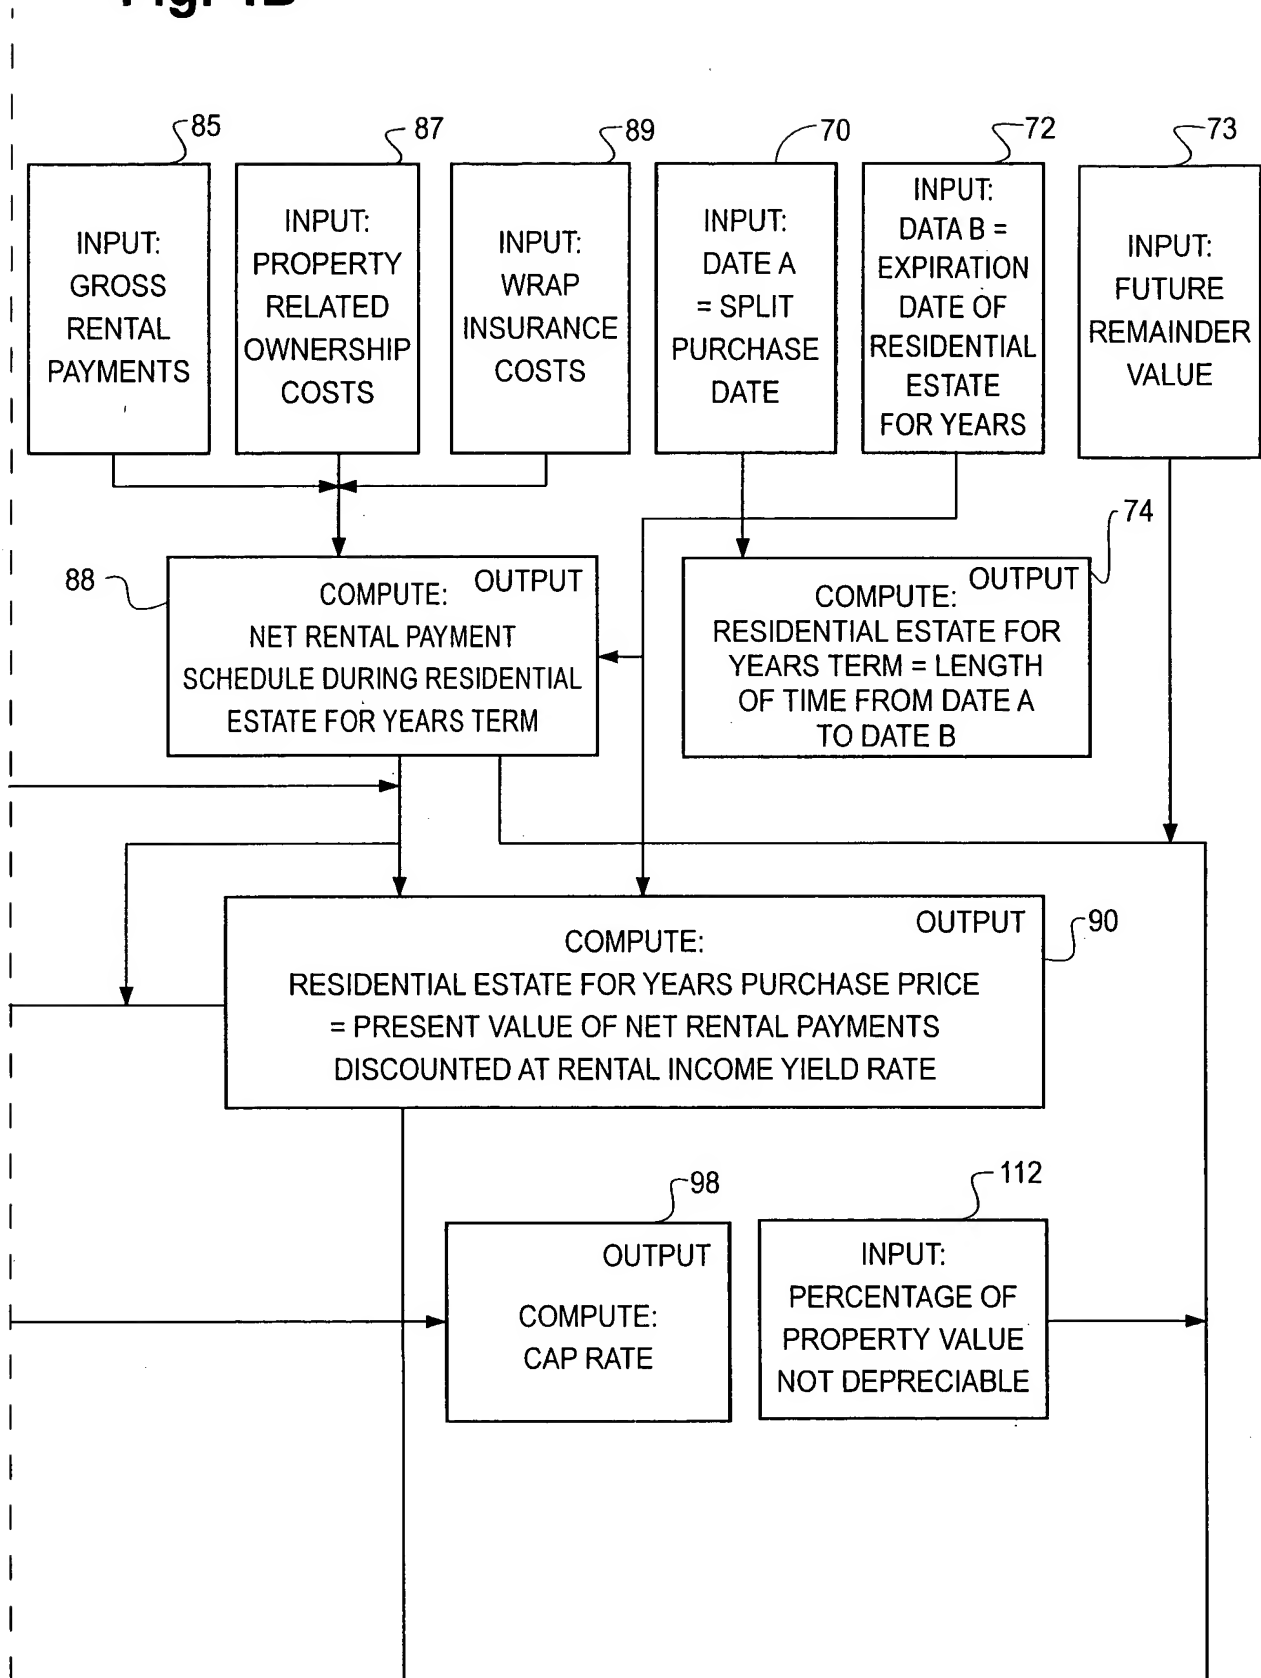 85
87
89
70
72
73
INPUT:
GROSS
RENTAL
PAYMENTS
INPUT:
PROPERTY
RELATED
OWNERSHIP
COSTS
INPUT:
WRAP
INSURANCE
COSTS
INPUT:
DATE A
= SPLIT
PURCHASE
DATE
INPUT:
DATA B =
EXPIRATION
DATE OF
RESIDENTIAL
ESTATE
FOR YEARS
INPUT:
FUTURE
REMAINDER
VALUE
88
OUTPUT
COMPUTE:
NET RENTAL PAYMENT
SCHEDULE DURING RESIDENTIAL
ESTATE FOR YEARS TERM
74
OUTPUT
COMPUTE:
RESIDENTIAL ESTATE FOR
YEARS TERM = LENGTH
OF TIME FROM DATE A
TO DATE B
90
OUTPUT
COMPUTE:
RESIDENTIAL ESTATE FOR YEARS PURCHASE PRICE
= PRESENT VALUE OF NET RENTAL PAYMENTS
DISCOUNTED AT RENTAL INCOME YIELD RATE
98
OUTPUT
COMPUTE:
CAP RATE
112
INPUT:
PERCENTAGE OF
PROPERTY VALUE
NOT DEPRECIABLE